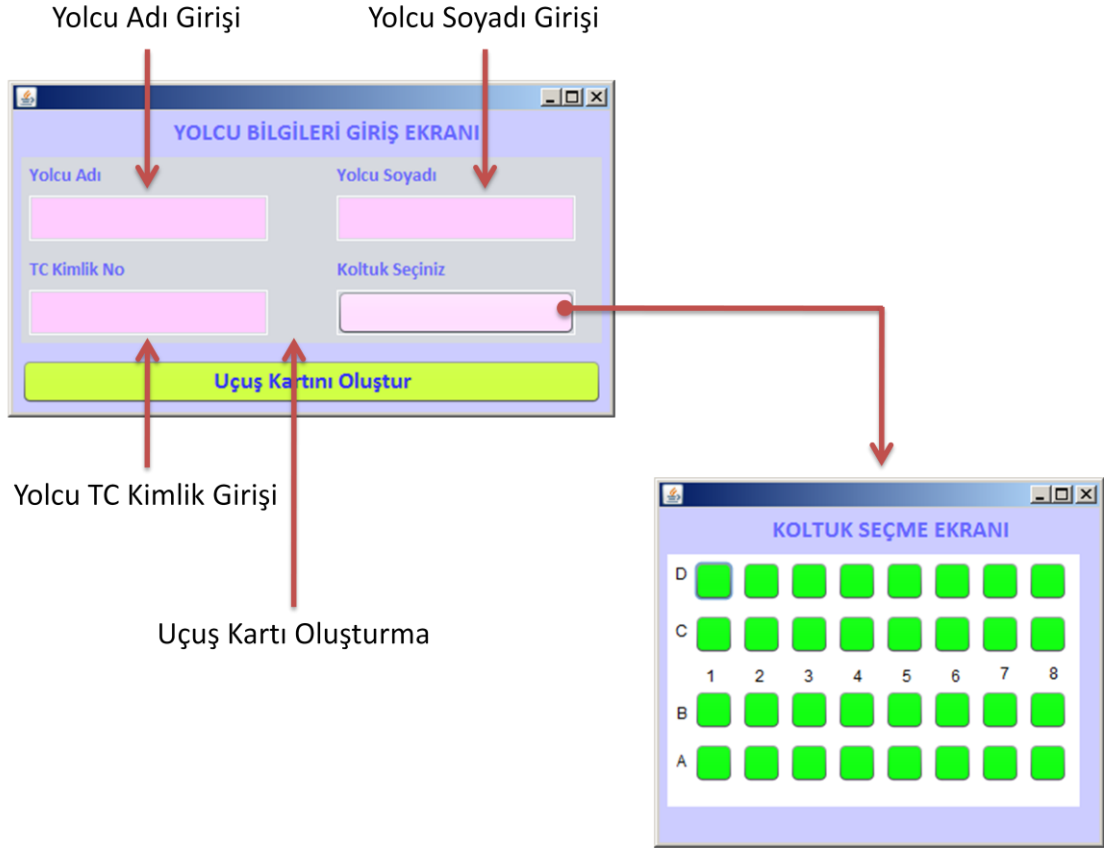 Yolcu Adı Girişi
Yolcu Soyadı Girişi
YOLCU BİLGİLERİ GİRİŞ EKRANI
Yolcu Adı
Yolcu Soyadı
TC Kimlik No
Koltuk Seçiniz
Uçuş Kartını Oluştur
Yolcu TC Kimlik Girişi
Uçuş Kartı Oluşturma
KOLTUK SEÇME EKRANI
D
C
1 2 3 4 5 6 7 8
B
A